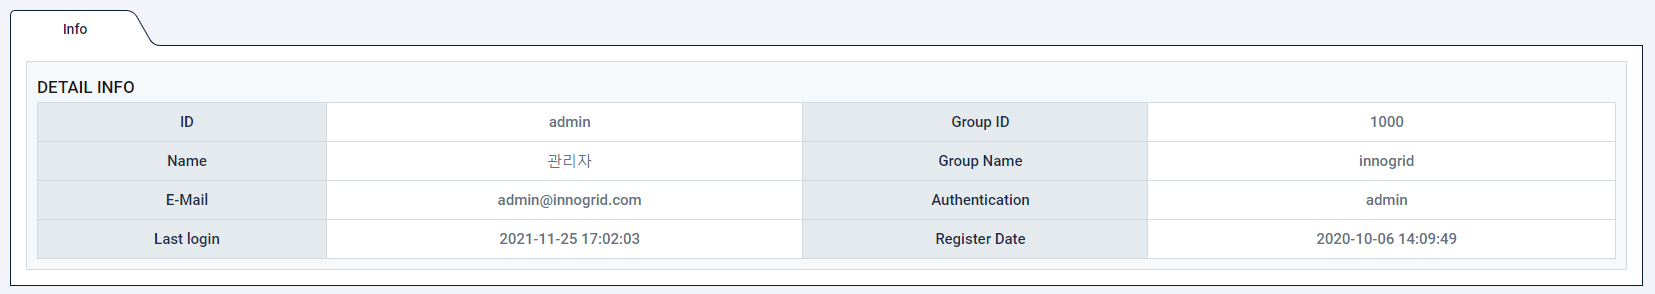 Info
DETAIL INFO
ID admin Group ID 1000
Name 관리자 Group Name innogrid
E-Mail admin@innogrid.com Authentication admin
Last login 2021-11-25 17:02:03 Register Date 2020-10-06 14:09:49